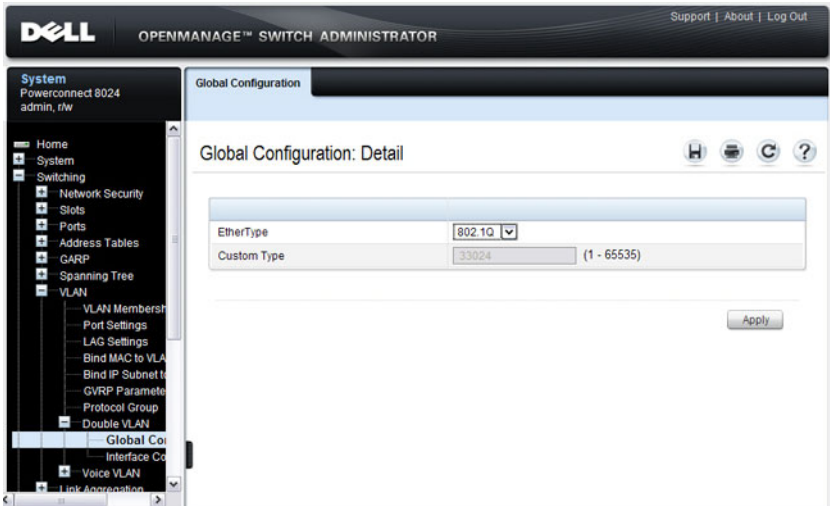 Support | About | Log Out
DELL
OPENMANAGE™ SWITCH ADMINISTRATOR
System
Powerconnect 8024
admin, r/w
Global Configuration
Home
System
Switching
Network Security
Slots
Ports
Address Tables
GARP
Spanning Tree
VLAN
VLAN Membersh
Port Settings
LAG Settings
Bind MAC to VLA
Bind IP Subnet to
GVRP Paramete
Protocol Group
Double VLAN
Global Co
Interface Co
Voice VLAN
Link Aggregation
Global Configuration: Detail
?
EtherType 802.1Q
Custom Type 33024 (1 - 65535)
Apply